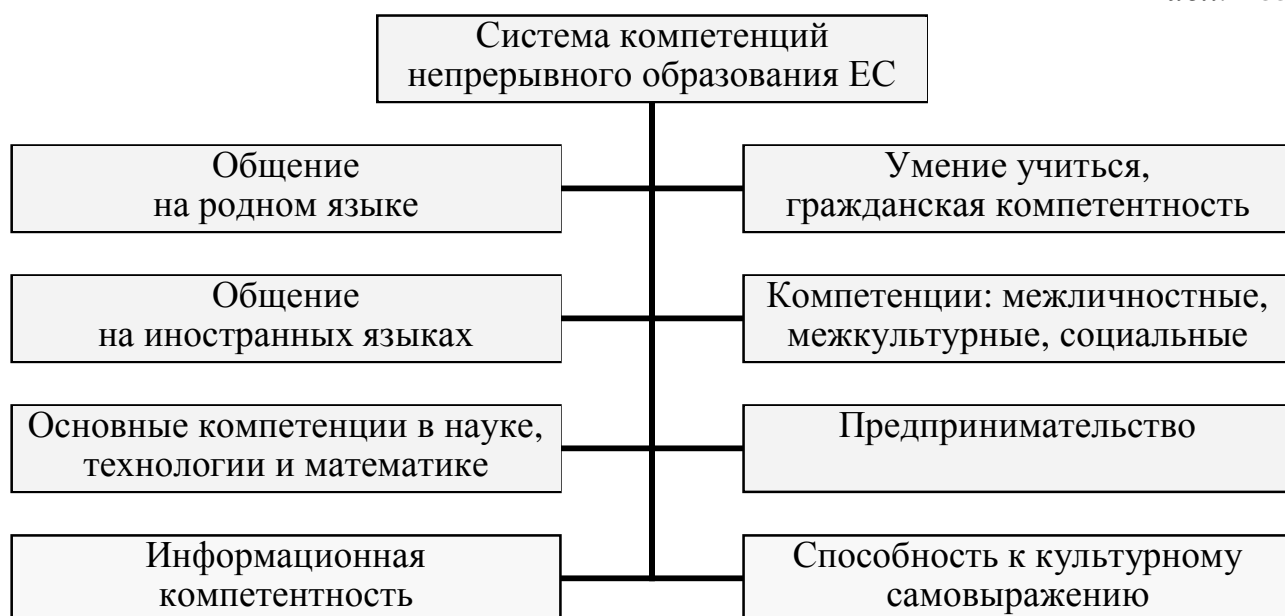 Система компетенций
непрерывного образования ЕС
Общение
на родном языке
Умение учиться,
гражданская компетентность
Общение
на иностранных языках
Компетенции: межличностные,
межкультурные, социальные
Основные компетенции в науке,
технологии и математике
Предпринимательство
Информационная
компетентность
Способность к культурному
самовыражению